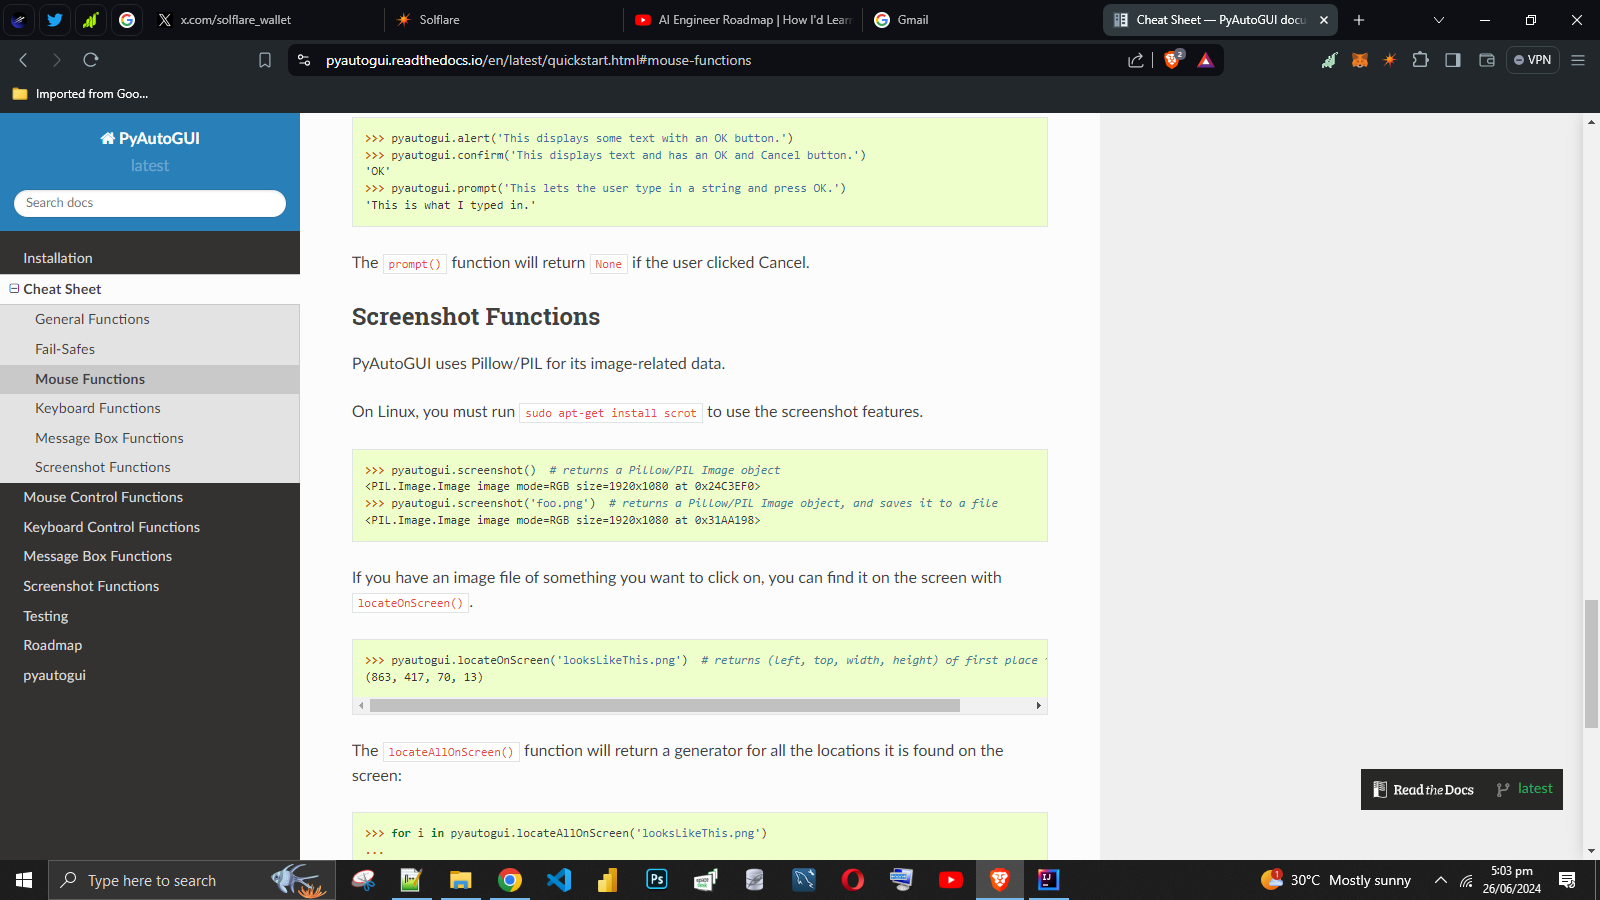 x.com/solflare_wallet
Solflare
AI Engineer Roadmap | How I'd Learn
Gmail
Cheat Sheet — PyAutoGUI docu
pyautogui.readthedocs.io/en/latest/quickstart.html#mouse-functions
2
VPN
Imported from Goo...
PyAutoGUI
latest
Search docs
Installation
Cheat Sheet
General Functions
Fail-Safes
Mouse Functions
Keyboard Functions
Message Box Functions
Screenshot Functions
Mouse Control Functions
Keyboard Control Functions
Message Box Functions
Screenshot Functions
Testing
Roadmap
pyautogui
>>> pyautogui.alert('This displays some text with an OK button.')
>>> pyautogui.confirm('This displays text and has an OK and Cancel button.')
'OK'
>>> pyautogui.prompt('This lets the user type in a string and press OK.')
'This is what I typed in.'
The prompt() function will return None if the user clicked Cancel.
Screenshot Functions
PyAutoGUI uses Pillow/PIL for its image-related data.
On Linux, you must run sudo apt-get install scrot to use the screenshot features.
>>> pyautogui.screenshot()  # returns a Pillow/PIL Image object
<PIL.Image.Image image mode=RGB size=1920x1080 at 0x24C3EF0>
>>> pyautogui.screenshot('foo.png')  # returns a Pillow/PIL Image object, and saves it to a file
<PIL.Image.Image image mode=RGB size=1920x1080 at 0x31AA198>
If you have an image file of something you want to click on, you can find it on the screen with
locateOnScreen().
>>> pyautogui.locateOnScreen('looksLikeThis.png')  # returns (left, top, width, height) of first place
(863, 417, 70, 13)
The locateAllOnScreen() function will return a generator for all the locations it is found on the
screen:
>>> for i in pyautogui.locateAllOnScreen('looksLikeThis.png')
...
Read the Docs
latest
Type here to search
Ps
IJ
1
30°C Mostly sunny
5:03 pm
26/06/2024